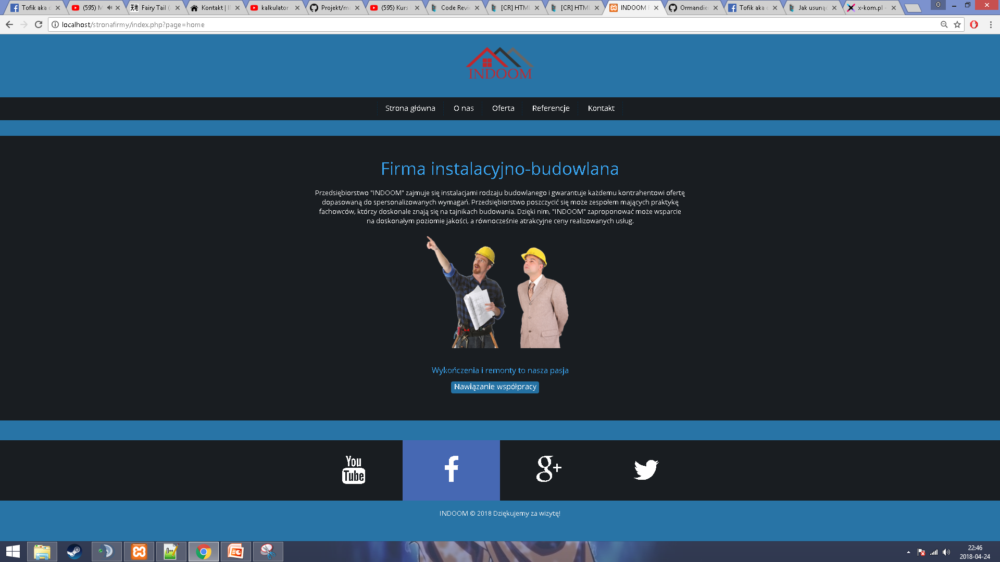 Tofik aka
(595) M
Fairy Tail
Kontakt |
kalkulator
Projekt/m
(595) Kurs
Code Revi
[CR] HTM
[CR] HTM
INDOOM
Ormandie
Tofik aka
Jak usuną
x-kom.pl -
O
localhost/stronafirmy/index.php?page=home
INDOOM
Strona główna O nas Oferta Referencje Kontakt
Firma instalacyjno-budowlana
Przedsiębiorstwo "INDOOM" zajmuje się instalacjami rodzaju budowlanego i gwarantuje każdemu kontrahentowi ofertę
dopasowaną do spersonalizowanych wymagań. Przedsiębiorstwo poszczycić się może zespołem mających praktykę
fachowców, którzy doskonale znają się na tajnikach budowania. Dzięki nim, "INDOOM" zaproponować może wsparcie
na doskonałym poziomie jakości, a równocześnie atrakcyjne ceny realizowanych usług.
Wykończenia i remonty to nasza pasja
Nawiązanie współpracy
You
Tube
f
g+
INDOOM © 2018 Dziękujemy za wizytę!
22:46
2018-04-24